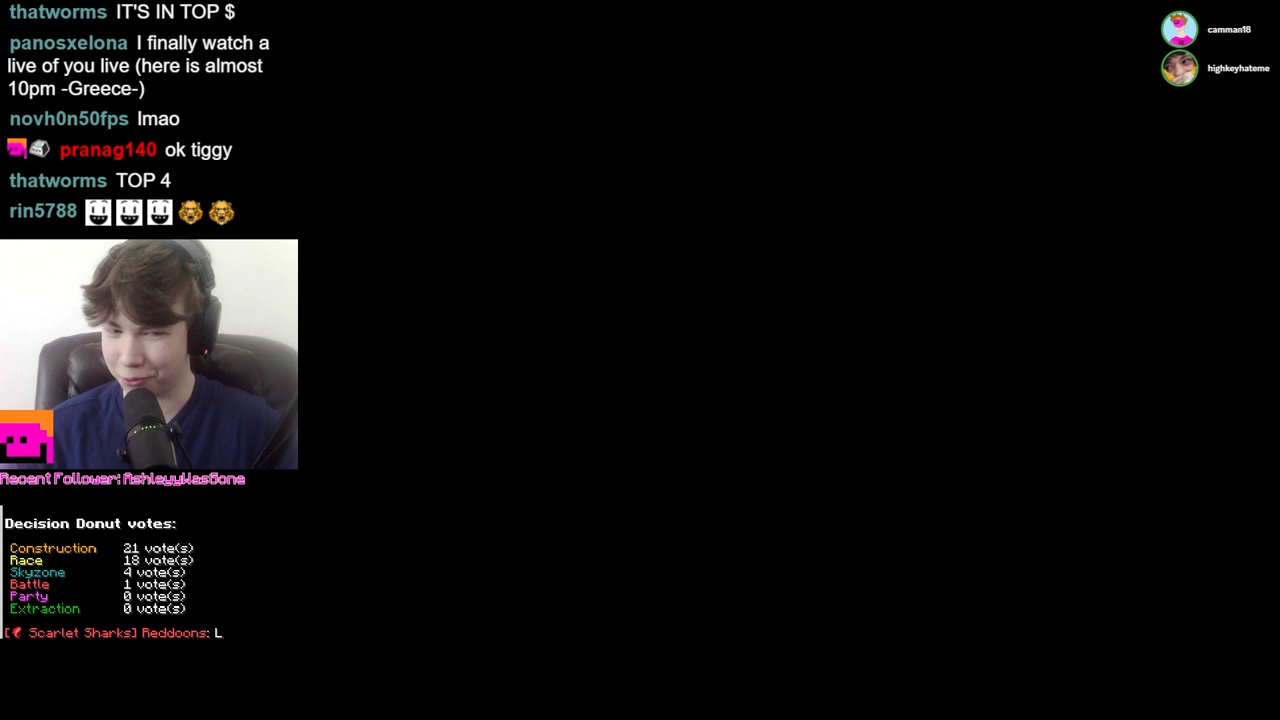 thatworms IT'S IN TOP $
panosxelona I finally watch a
live of you live (here is almost
10pm -Greece-)
novh0n50fps lmao
pranag140 ok tiggy
thatworms TOP 4
rin5788
camman18
highkeyhateme
Recent Follower: AshleyyWasGone
Decision Donut votes:
Construction 21 vote(s)
Race 18 vote(s)
Skyzone 4 vote(s)
Battle 1 vote(s)
Party 0 vote(s)
Extraction 0 vote(s)
[Scarlet Sharks] Reddoons: L